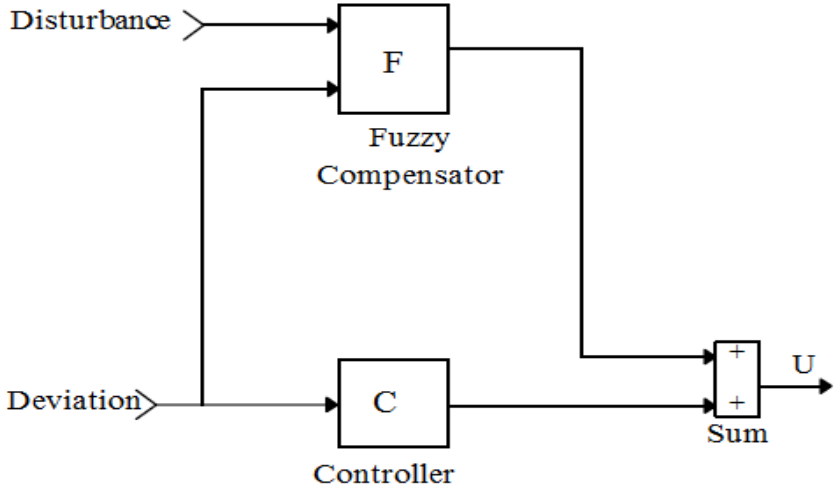 Disturbance
F
Fuzzy
Compensator
+
U
Deviation
C
+
Sum
Controller